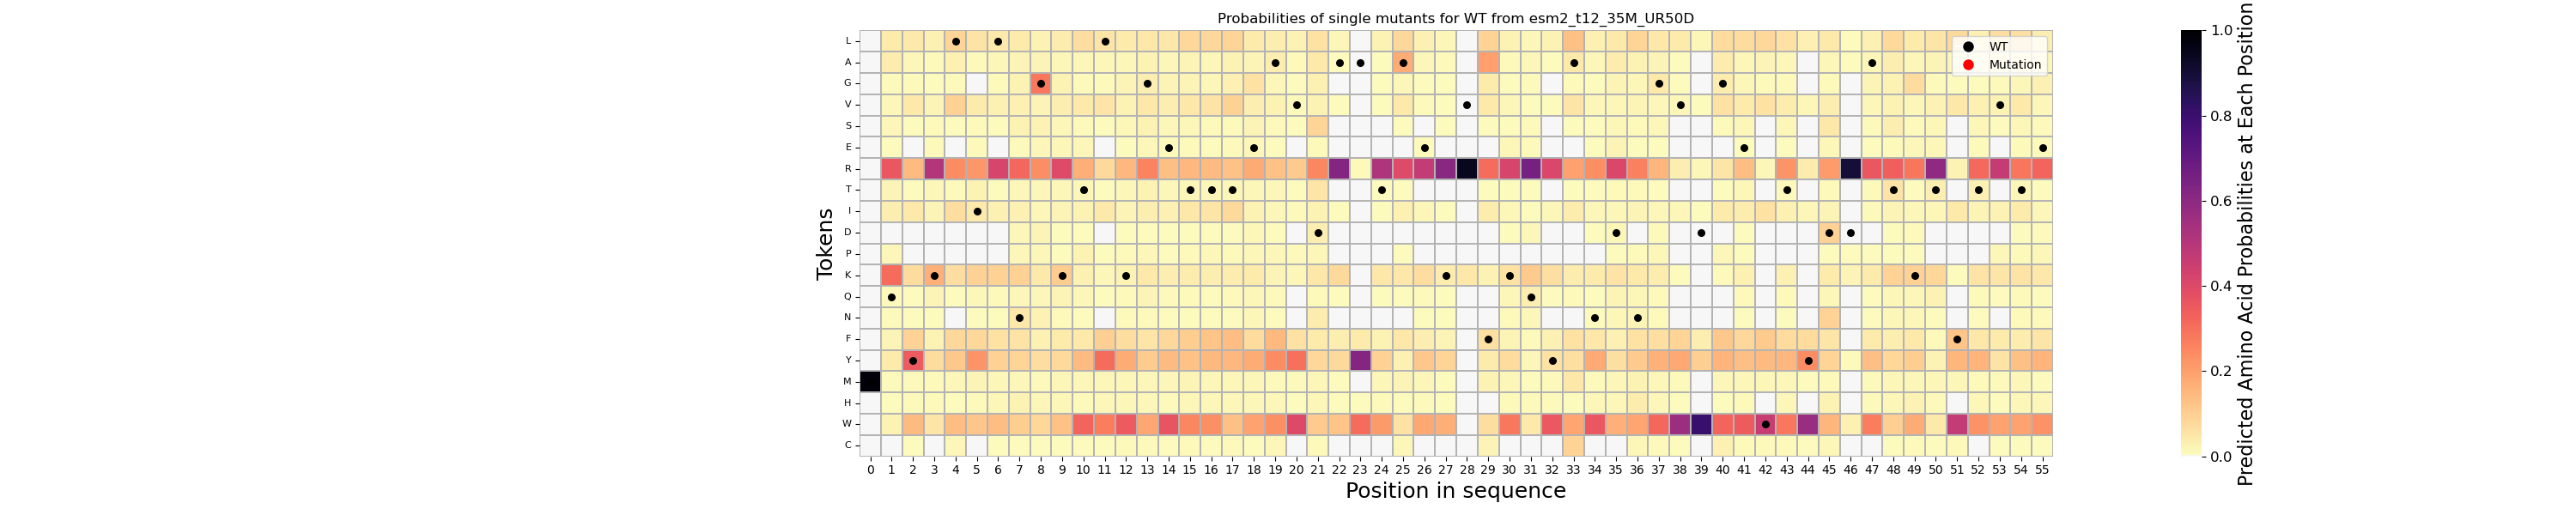 Probabilities of single mutants for WT from esm2_t12_35M_UR50D
L
A
G
V
S
E
R
T
I
D
P
K
Q
N
F
Y
M
H
W
C
Tokens
0 1 2 3 4 5 6 7 8 9 10 11 12 13 14 15 16 17 18 19 20 21 22 23 24 25 26 27 28 29 30 31 32 33 34 35 36 37 38 39 40 41 42 43 44 45 46 47 48 49 50 51 52 53 54 55
Position in sequence
WT
Mutation
1.0
0.8
0.6
0.4
0.2
0.0
Predicted Amino Acid Probabilities at Each Position